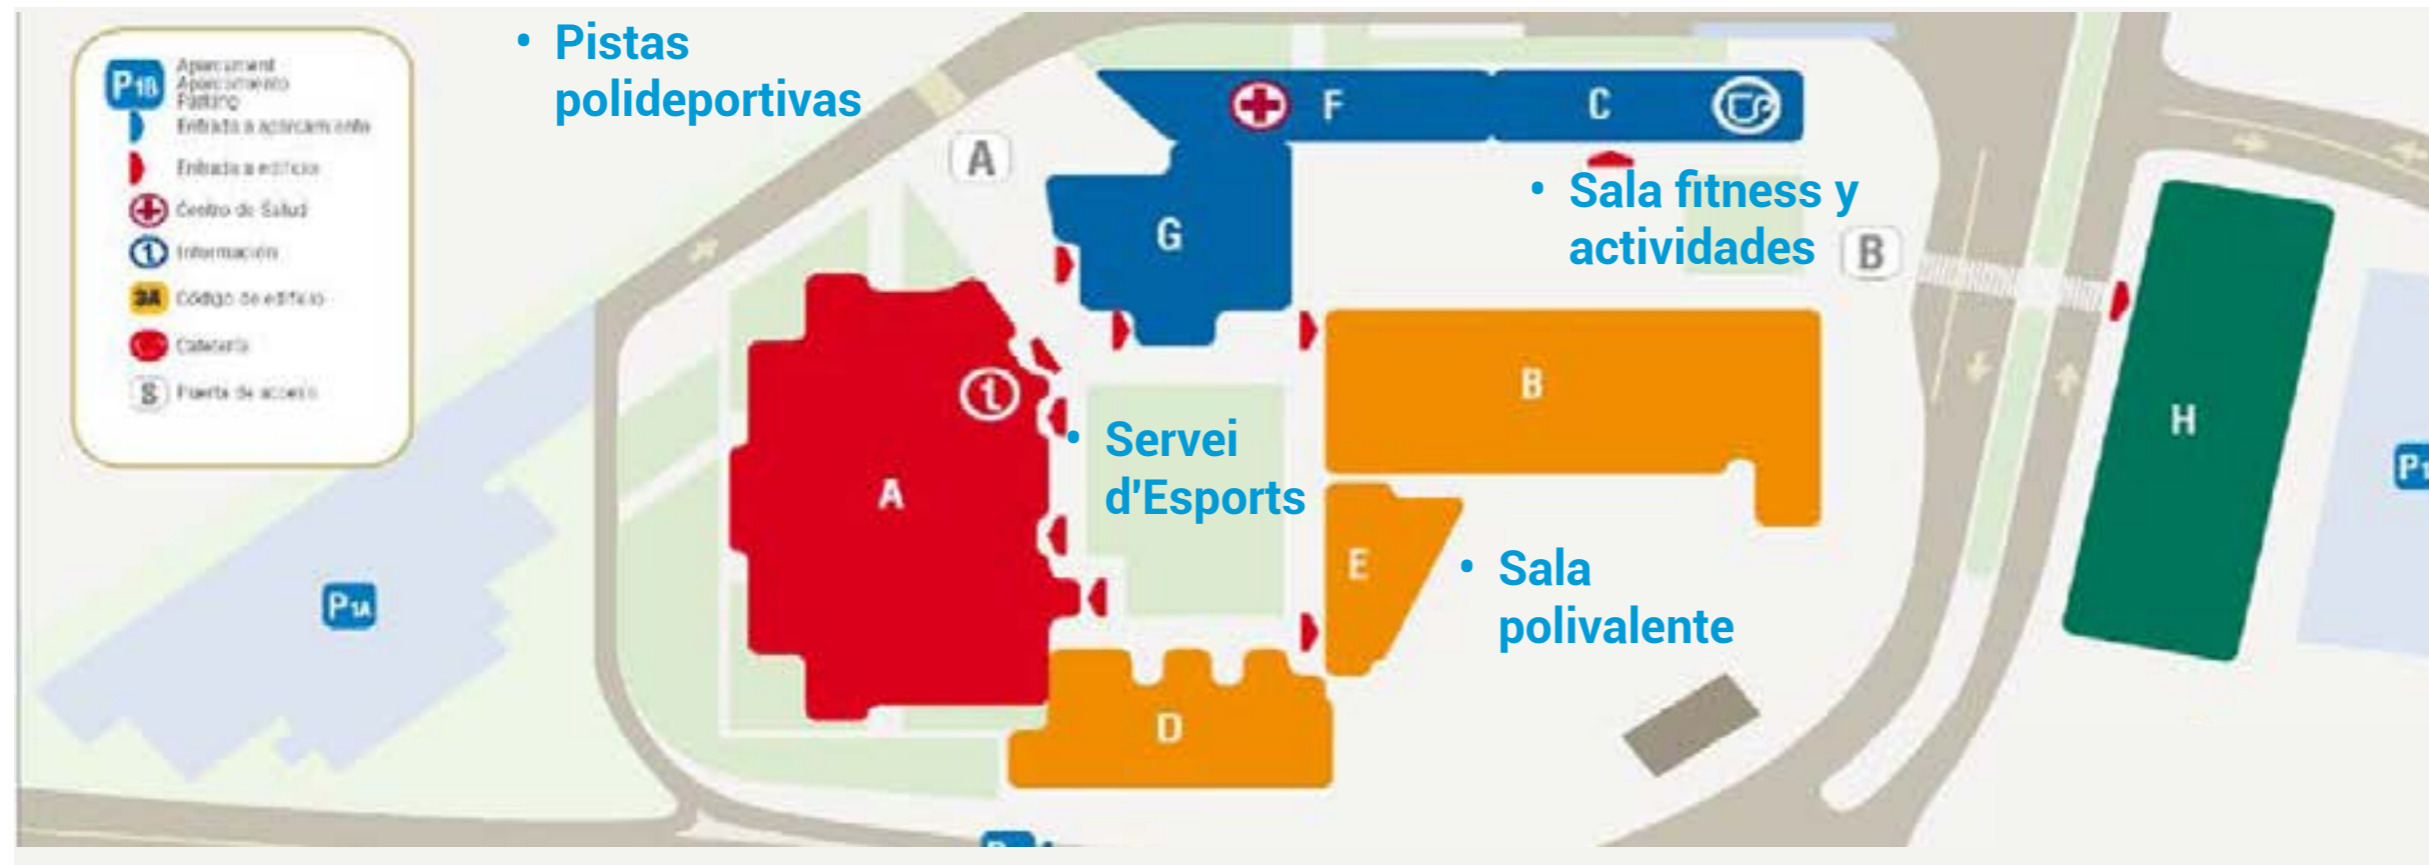 • Pistas
polideportivas
P1B
Aparcament
Aparcamiento
Parking
Entrada a aparcamiento
Entrada a edificio
Centro de Salud
Información
3A Código de edificio
Cafetería
S Puerta de acceso
F
C
A
• Sala fitness y
actividades
G
B
B
H
• Servei
d'Esports
A
E
• Sala
polivalente
P1A
D